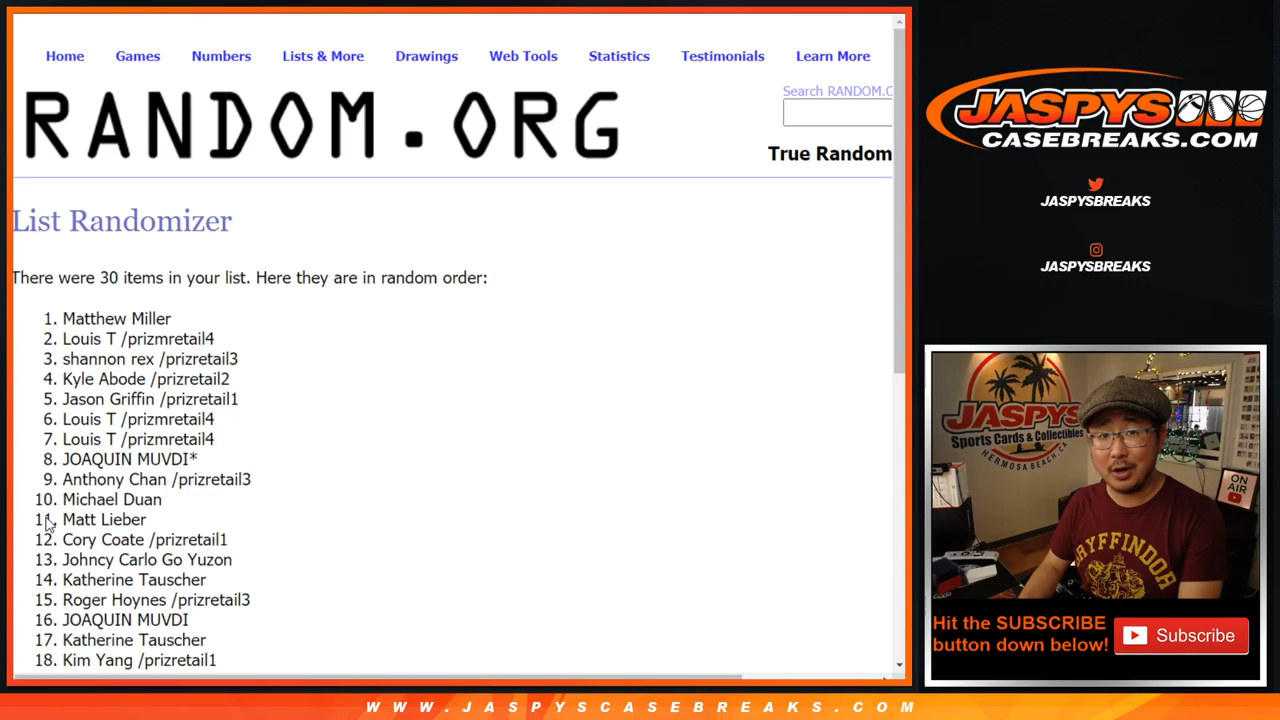 Home Games Numbers Lists & More Drawings Web Tools Statistics Testimonials Learn More
Search RANDOM.O
RANDOM.ORG
True Random
List Randomizer
There were 30 items in your list. Here they are in random order:
1. Matthew Miller
2. Louis T /prizmretail4
3. shannon rex /prizretail3
4. Kyle Abode /prizretail2
5. Jason Griffin /prizretail1
6. Louis T /prizmretail4
7. Louis T /prizmretail4
8. JOAQUIN MUVDI*
9. Anthony Chan /prizretail3
10. Michael Duan
11. Matt Lieber
12. Cory Coate /prizretail1
13. Johncy Carlo Go Yuzon
14. Katherine Tauscher
15. Roger Hoynes /prizretail3
16. JOAQUIN MUVDI
17. Katherine Tauscher
18. Kim Yang /prizretail1
JASPYS
CASEBREAKS.COM
JASPYSBREAKS
JASPYSBREAKS
JASPYS
Sports Cards & Collectibles
HERMOSA BEACH, CA
ON AIR
GRYFFINDOR
Hit the SUBSCRIBE
button down below!
Subscribe
WWW.JASPYSCASEBREAKS.COM